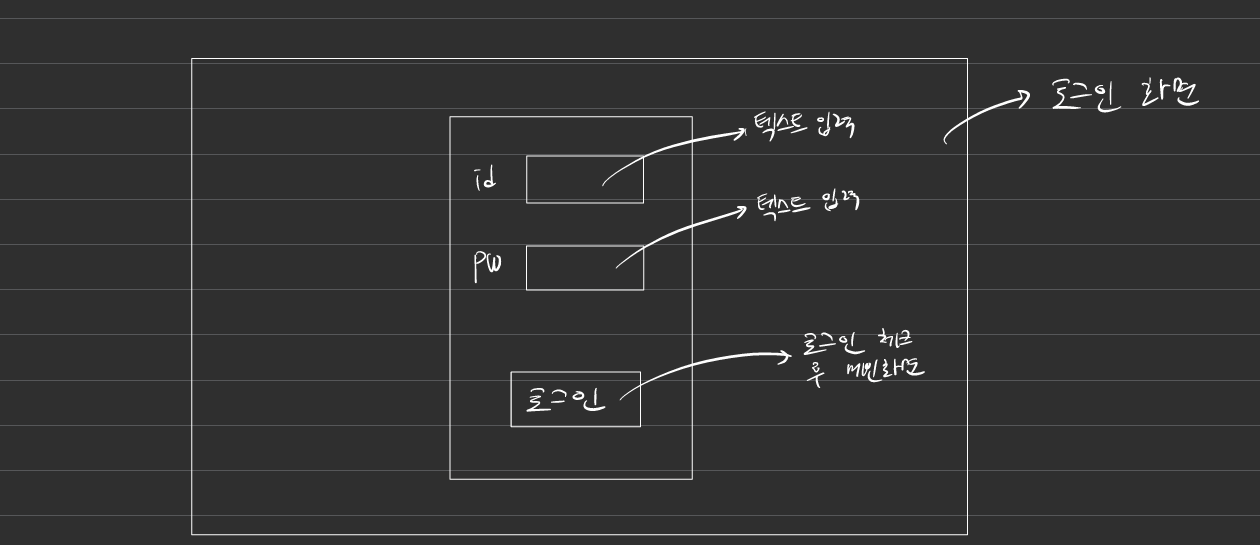 로그인 화면
텍스트 입력
id
텍스트 입력
PW
로그인 체크
후 메인화면
로그인